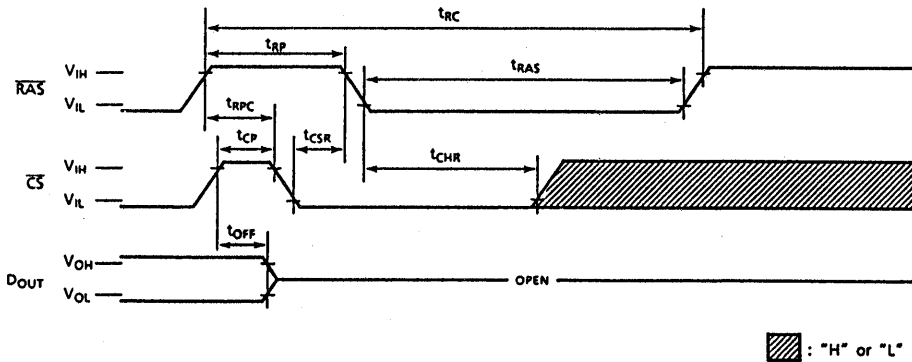 tRC
tRP
tRAS
RAS
VIH
VIL
tRPC
tCP
tCSR
tCHR
CS
VIH
VIL
tOFF
DOUT
VOH
VOL
OPEN
: "H" or "L"